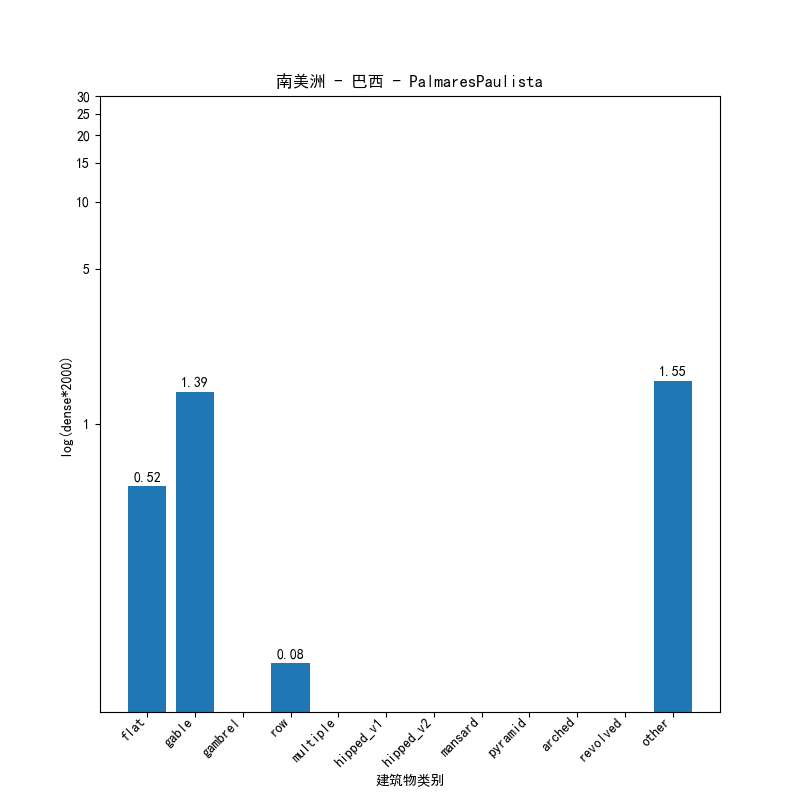 南美洲 - 巴西 - PalmaresPaulista
30
25
20
15
10
5
1
log(dense*2000)
0.52
1.39
0.08
1.55
flat
gable
gambrel
row
multiple
hipped_v1
hipped_v2
mansard
pyramid
arched
revolved
other
建筑物类别